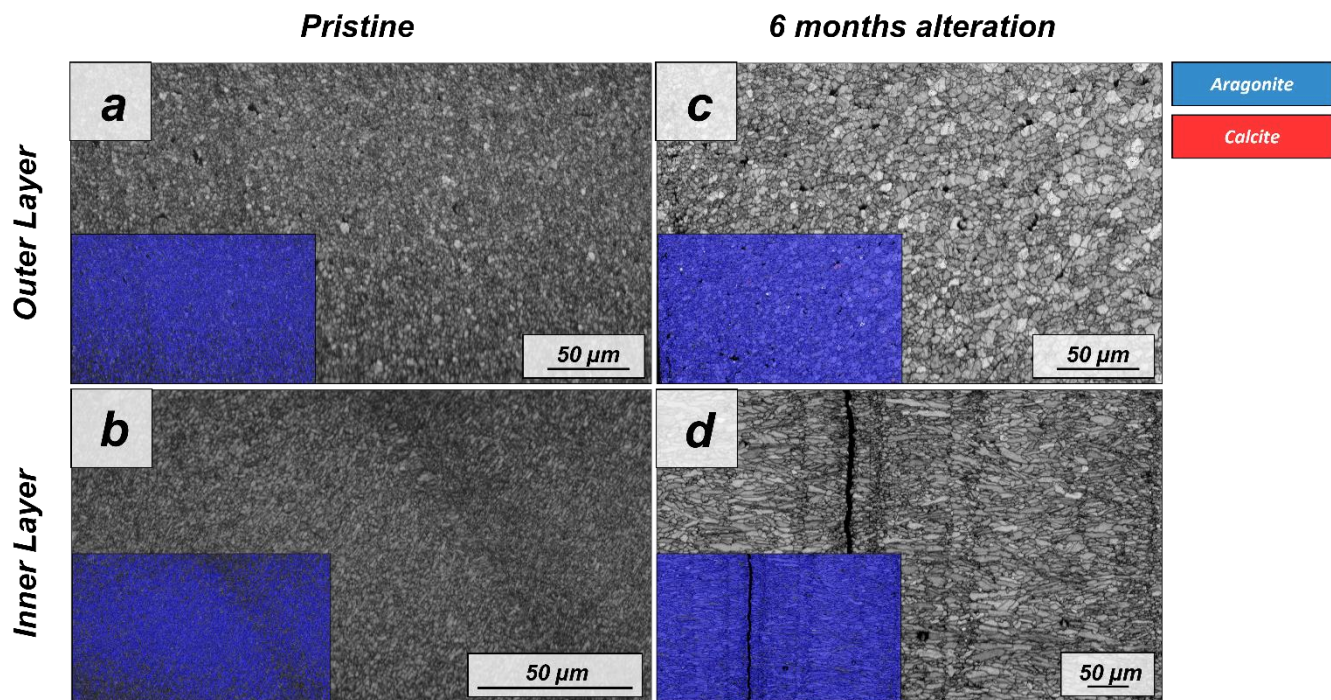 Pristine
6 months alteration
Outer Layer
a
50 µm
c
50 µm
Aragonite
Calcite
Inner Layer
b
50 µm
d
50 µm